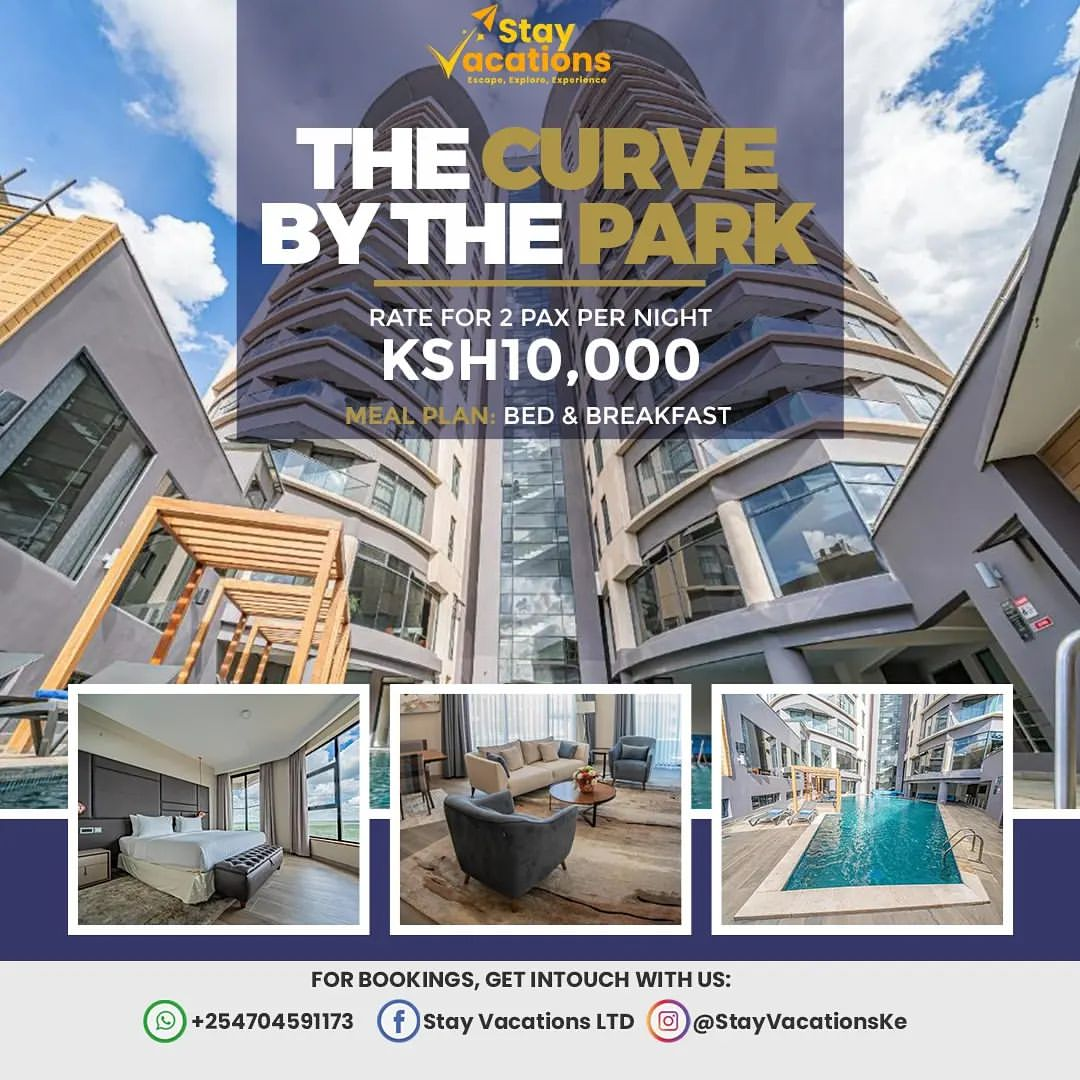 Stay
Vacations
Escape, Explore, Experience
THE CURVE
BY THE PARK
RATE FOR 2 PAX PER NIGHT
KSH10,000
MEAL PLAN: BED & BREAKFAST
FOR BOOKINGS, GET INTOUCH WITH US:
+254704591173 Stay Vacations LTD @StayVacationsKe